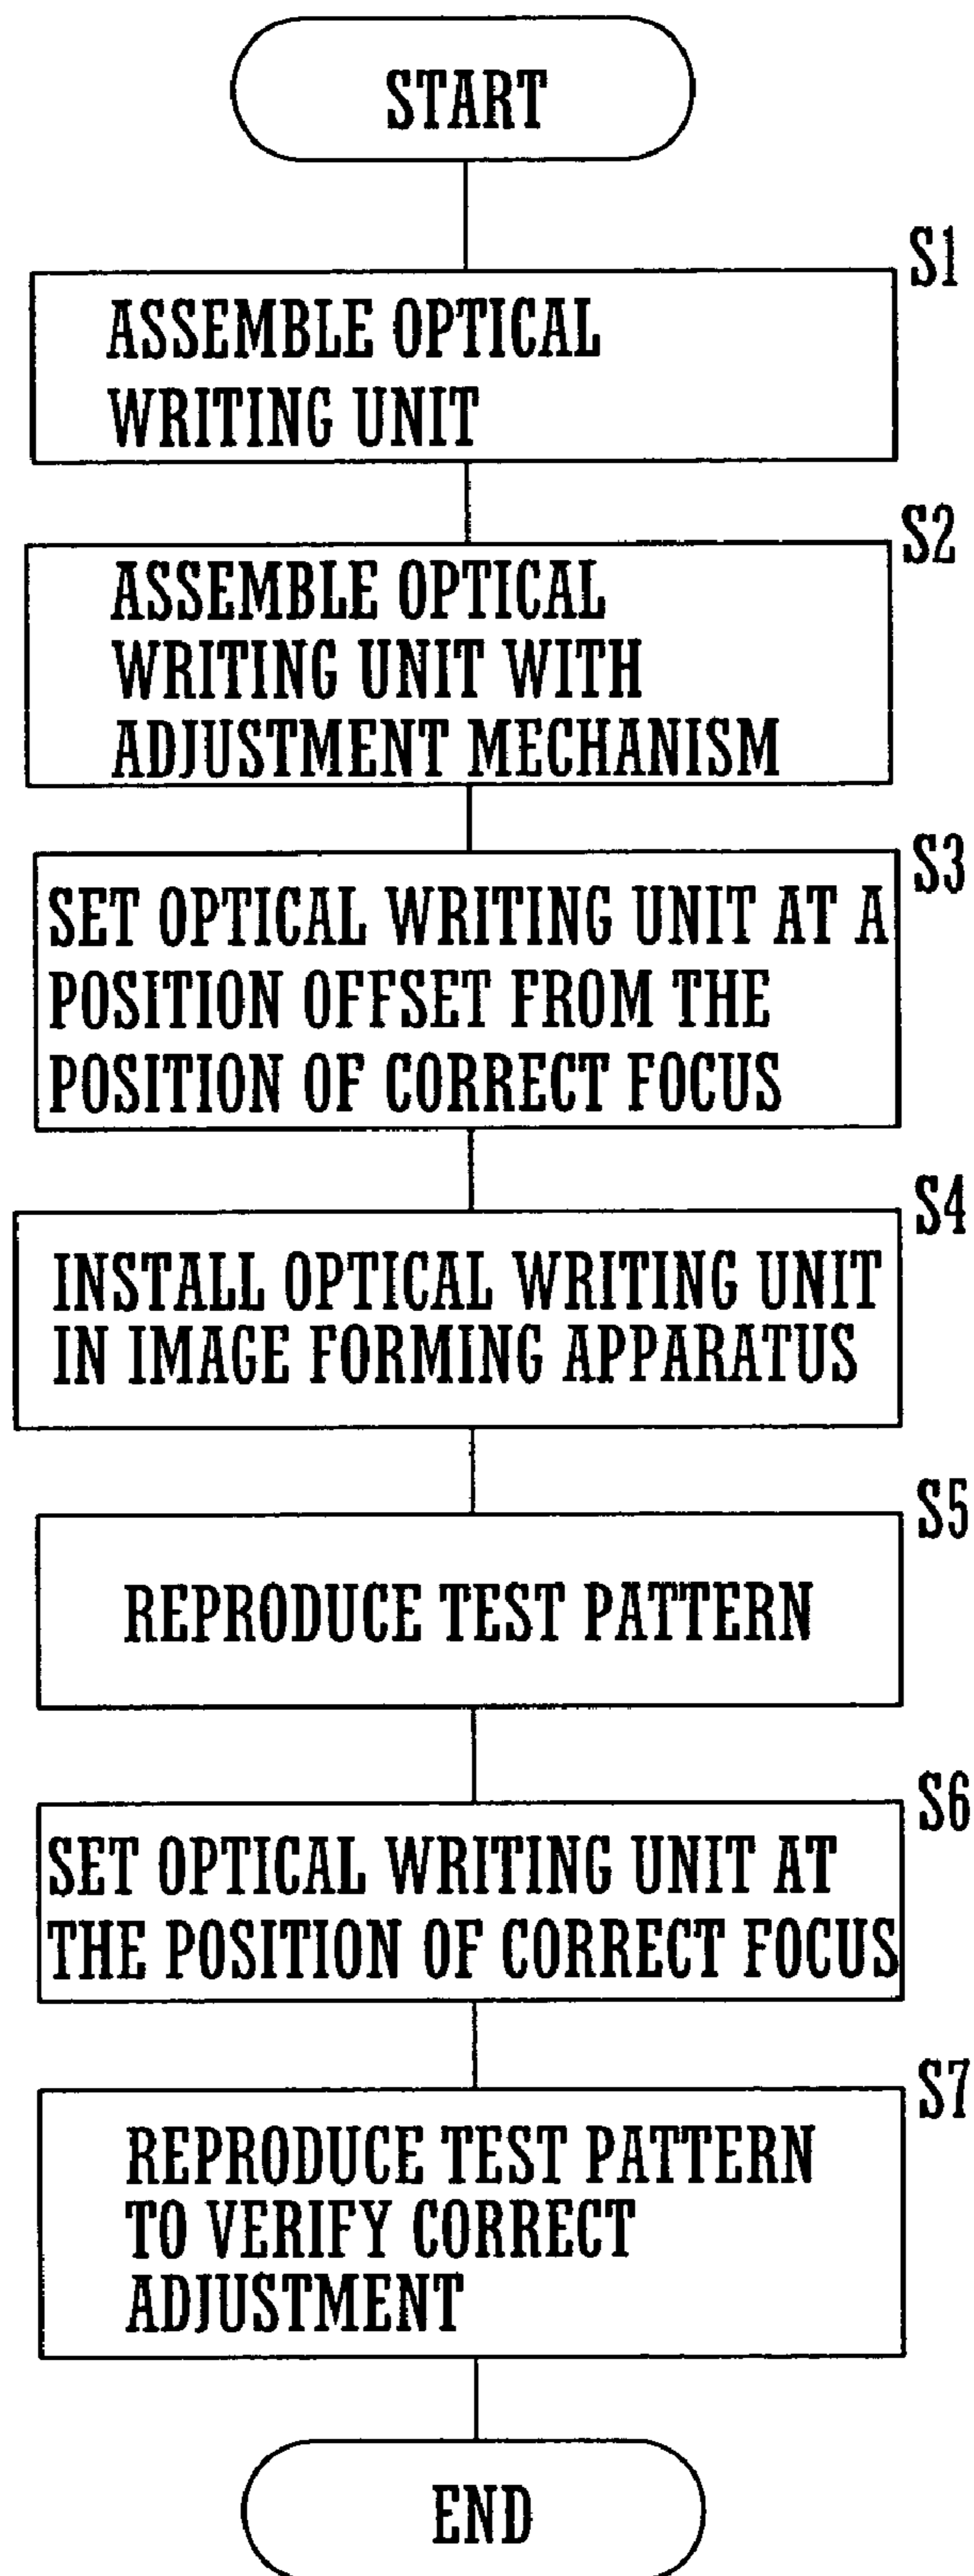 START
S1
ASSEMBLE OPTICAL
WRITING UNIT
S2
ASSEMBLE OPTICAL
WRITING UNIT WITH
ADJUSTMENT MECHANISM
S3
SET OPTICAL WRITING UNIT AT A
POSITION OFFSET FROM THE
POSITION OF CORRECT FOCUS
S4
INSTALL OPTICAL WRITING UNIT
IN IMAGE FORMING APPARATUS
S5
REPRODUCE TEST PATTERN
S6
SET OPTICAL WRITING UNIT AT
THE POSITION OF CORRECT FOCUS
S7
REPRODUCE TEST PATTERN
TO VERIFY CORRECT
ADJUSTMENT
END